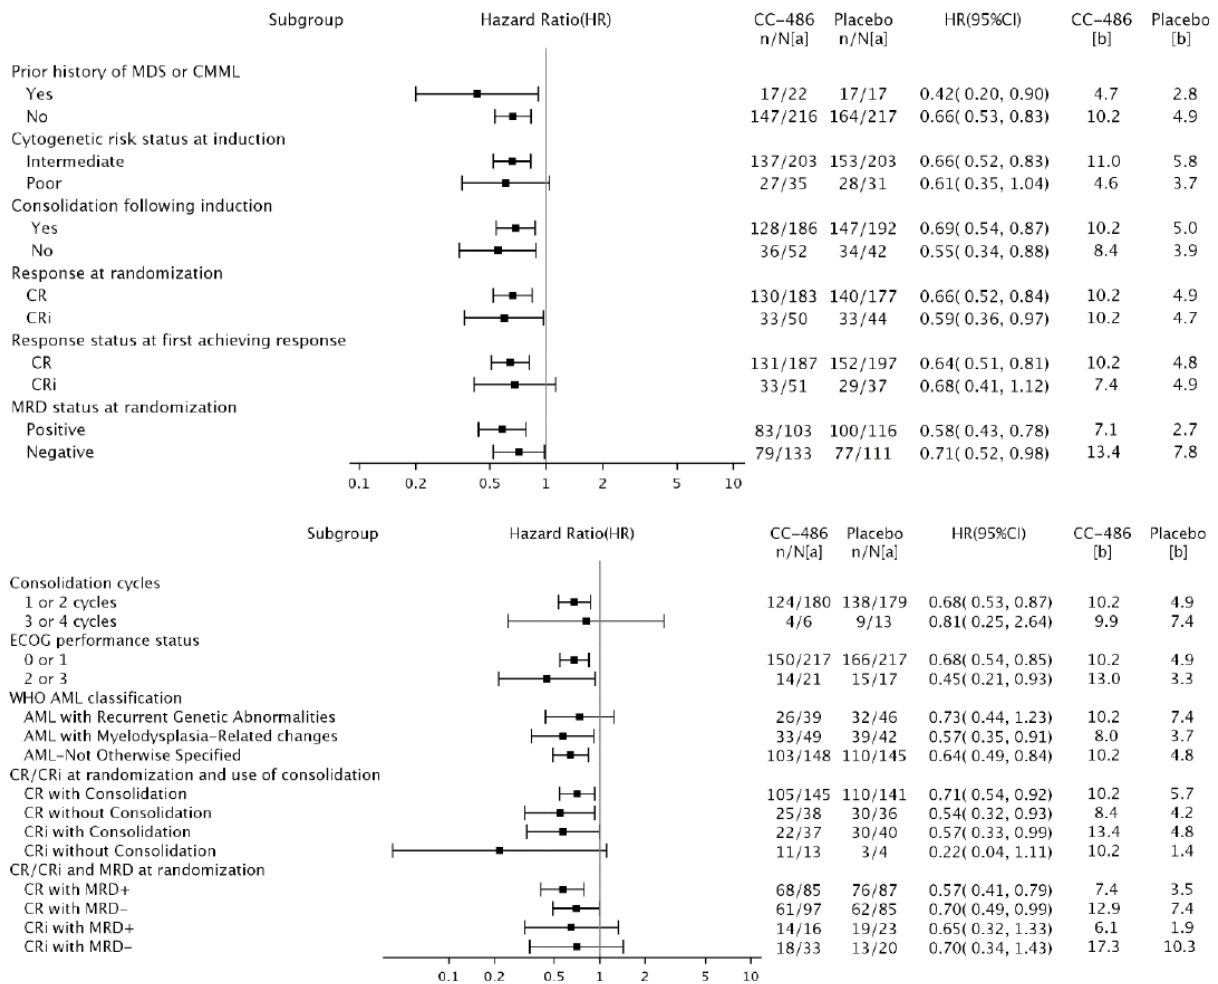 Subgroup Hazard Ratio(HR) CC-486 Placebo HR(95%CI) CC-486 Placebo
n/N[a] n/N[a] [b] [b]
Prior history of MDS or CMML
Yes 17/22 17/17 0.42( 0.20, 0.90) 4.7 2.8
No 147/216 164/217 0.66( 0.53, 0.83) 10.2 4.9
Cytogenetic risk status at induction
Intermediate 137/203 153/203 0.66( 0.52, 0.83) 11.0 5.8
Poor 27/35 28/31 0.61( 0.35, 1.04) 4.6 3.7
Consolidation following induction
Yes 128/186 147/192 0.69( 0.54, 0.87) 10.2 5.0
No 36/52 34/42 0.55( 0.34, 0.88) 8.4 3.9
Response at randomization
CR 130/183 140/177 0.66( 0.52, 0.84) 10.2 4.9
CRi 33/50 33/44 0.59( 0.36, 0.97) 10.2 4.7
Response status at first achieving response
CR 131/187 152/197 0.64( 0.51, 0.81) 10.2 4.8
CRi 33/51 29/37 0.68( 0.41, 1.12) 7.4 4.9
MRD status at randomization
Positive 83/103 100/116 0.58( 0.43, 0.78) 7.1 2.7
Negative 79/133 77/111 0.71( 0.52, 0.98) 13.4 7.8
0.1 0.5 1 2 5 10
Subgroup Hazard Ratio(HR) CC-486 Placebo HR(95%CI) CC-486 Placebo
n/N[a] n/N[a] [b] [b]
Consolidation cycles
1 or 2 cycles 124/180 138/179 0.68( 0.53, 0.87) 10.2 4.9
3 or 4 cycles 4/6 9/13 0.81( 0.25, 2.64) 9.9 7.4
ECOG performance status
0 or 1 150/217 166/217 0.68( 0.54, 0.85) 10.2 4.9
2 or 3 14/21 15/17 0.45( 0.21, 0.93) 13.0 3.3
WHO AML classification
AML with Recurrent Genetic Abnormalities 26/39 32/46 0.73( 0.44, 1.23) 10.2 7.4
AML with Myelodysplasia-Related changes 33/49 39/42 0.57( 0.35, 0.91) 8.0 3.7
AML-Not Otherwise Specified 103/148 110/145 0.64( 0.49, 0.84) 10.2 4.8
CR/CRi at randomization and use of consolidation
CR with Consolidation 105/145 110/141 0.71( 0.54, 0.92) 10.2 5.7
CR without Consolidation 25/38 30/36 0.54( 0.32, 0.93) 8.4 4.2
CRi with Consolidation 22/37 30/40 0.57( 0.33, 0.99) 13.4 4.8
CRi without Consolidation 11/13 3/4 0.22( 0.04, 1.11) 10.2 1.4
CR/CRi and MRD at randomization
CR with MRD+ 68/85 76/87 0.57( 0.41, 0.79) 7.4 3.5
CR with MRD- 61/97 62/85 0.70( 0.49, 0.99) 12.9 7.4
CRi with MRD+ 14/16 19/23 0.65( 0.32, 1.33) 6.1 1.9
CRi with MRD- 18/33 13/20 0.70( 0.34, 1.43) 17.3 10.3
0.1 0.5 1 2 5 10